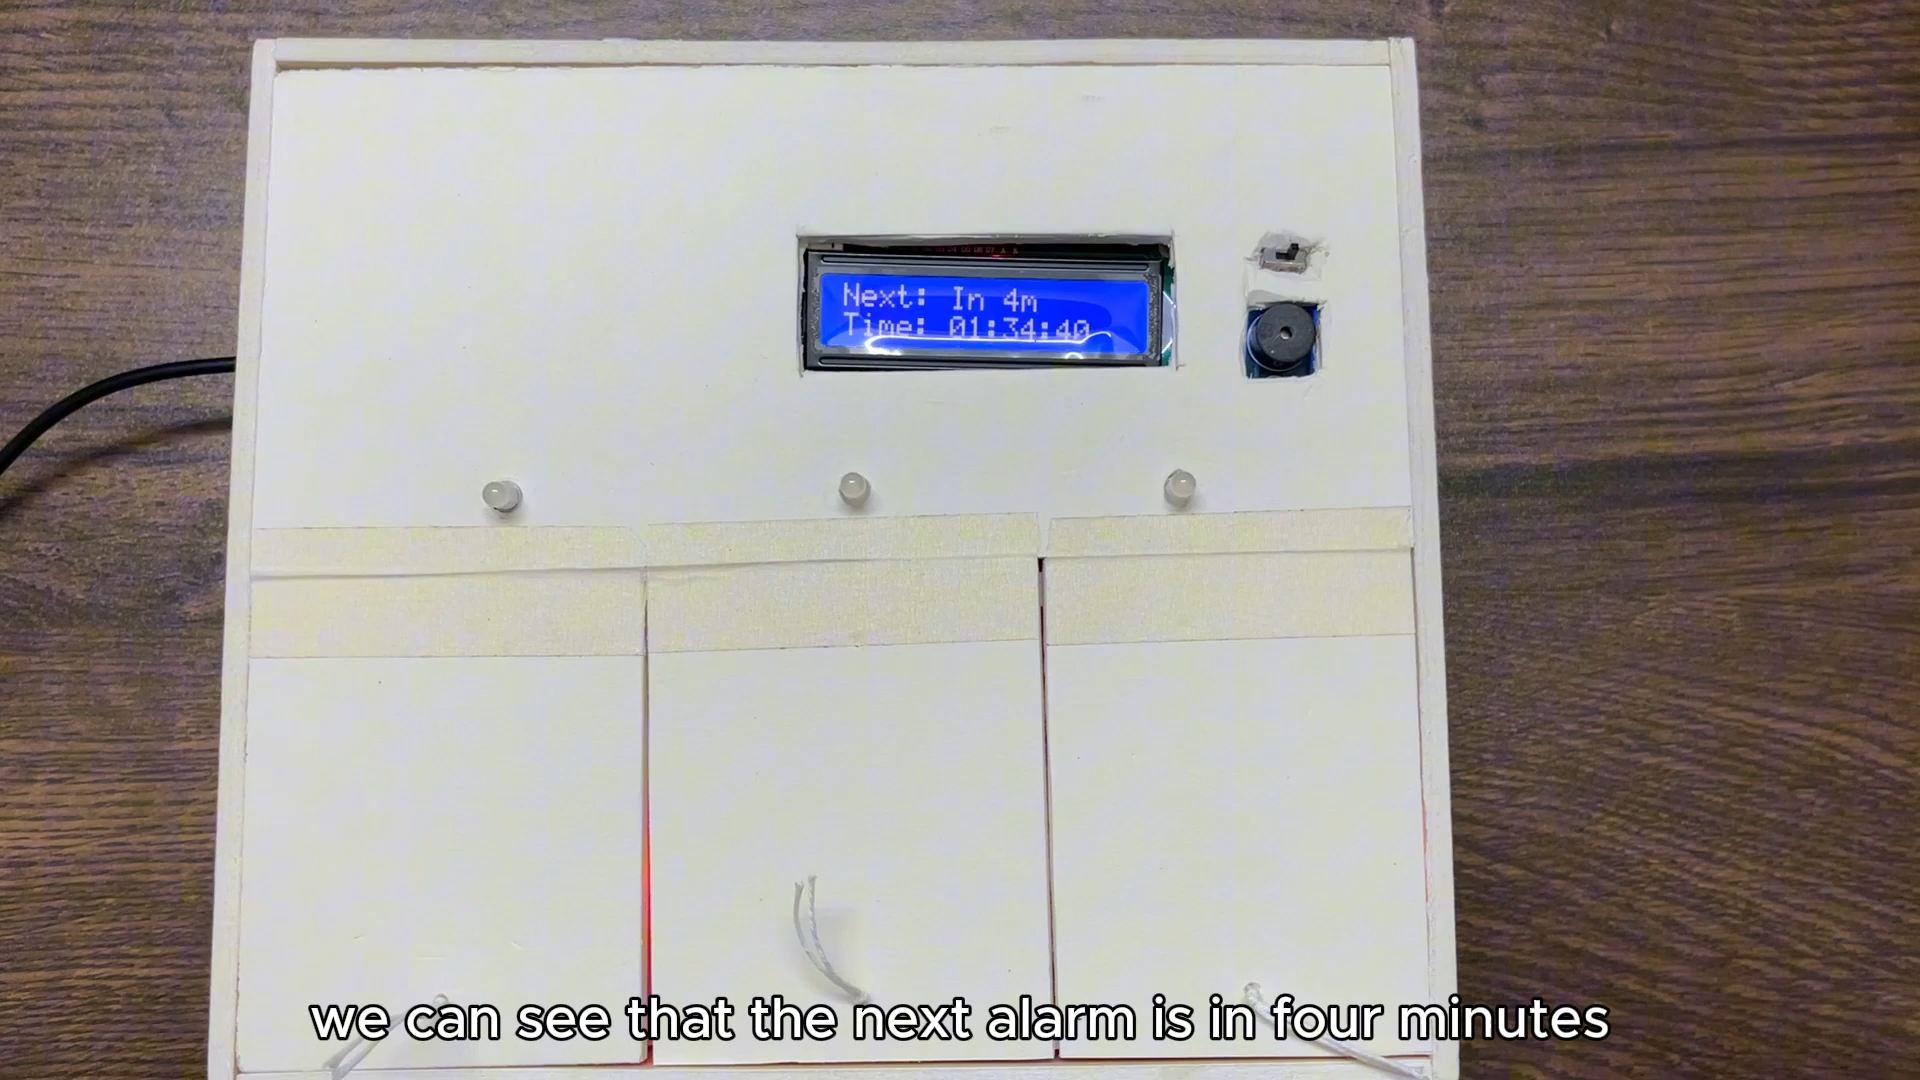 Next: In 4m
Time: 01:34:40
we can see that the next alarm is in four minutes